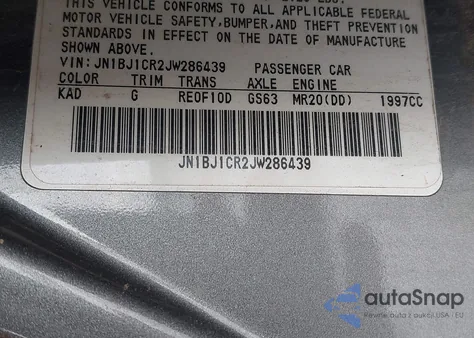 THIS VEHICLE CONFORMS TO ALL APPLICABLE FEDERAL
MOTOR VEHICLE SAFETY, BUMPER, AND THEFT PREVENTION
STANDARDS IN EFFECT ON THE DATE OF MANUFACTURE
SHOWN ABOVE.
VIN: JN1BJ1CR2JW286439 PASSENGER CAR
COLOR TRIM TRANS AXLE ENGINE
KAD G RE0F10D GS63 MR20(DD) 1997CC
JN1BJ1CR2JW286439
autoSnap